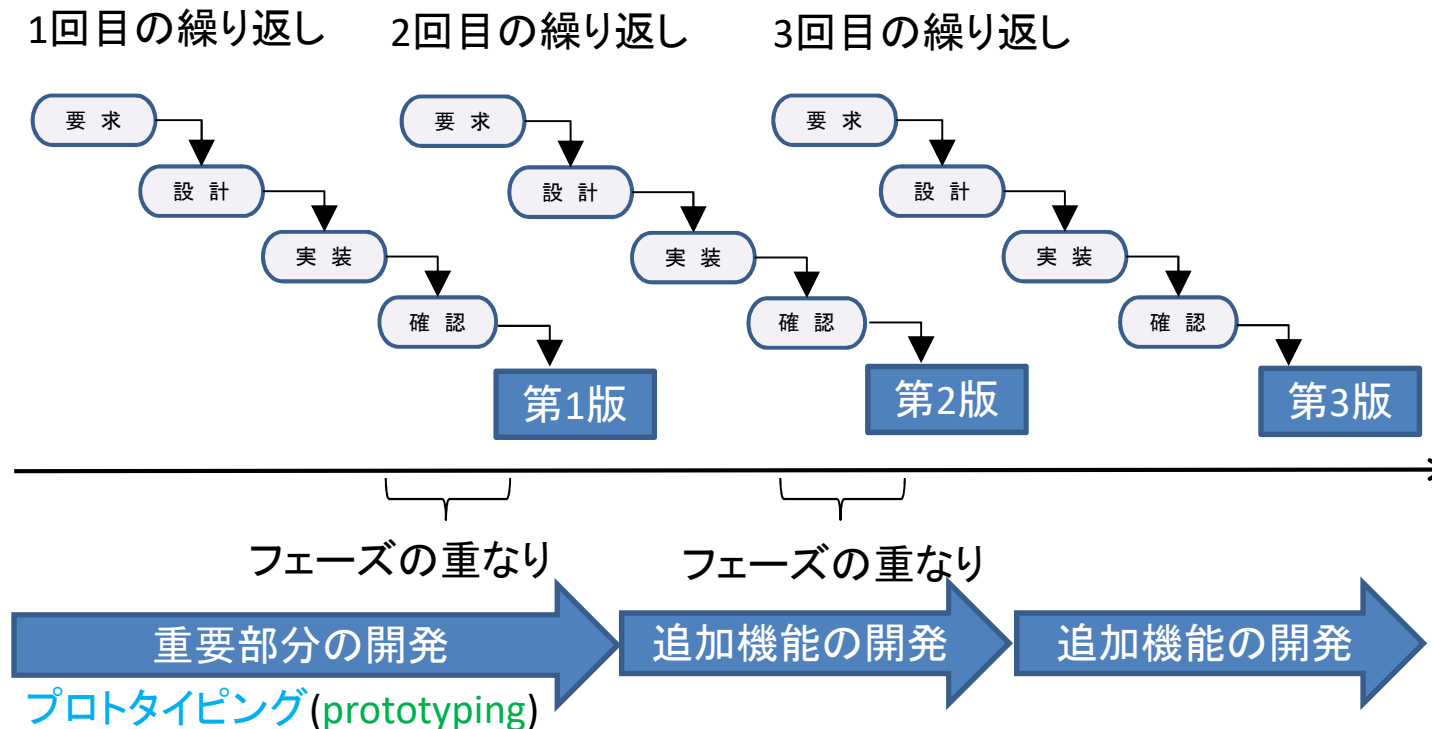 1回目の繰り返し 2回目の繰り返し 3回目の繰り返し
要 求 要 求 要 求
設 計 設 計 設 計
実 装 実 装 実 装
確 認 確 認 確 認
第1版 第2版 第3版
フェーズの重なり フェーズの重なり
重要部分の開発 追加機能の開発 追加機能の開発
プロトタイピング(prototyping)